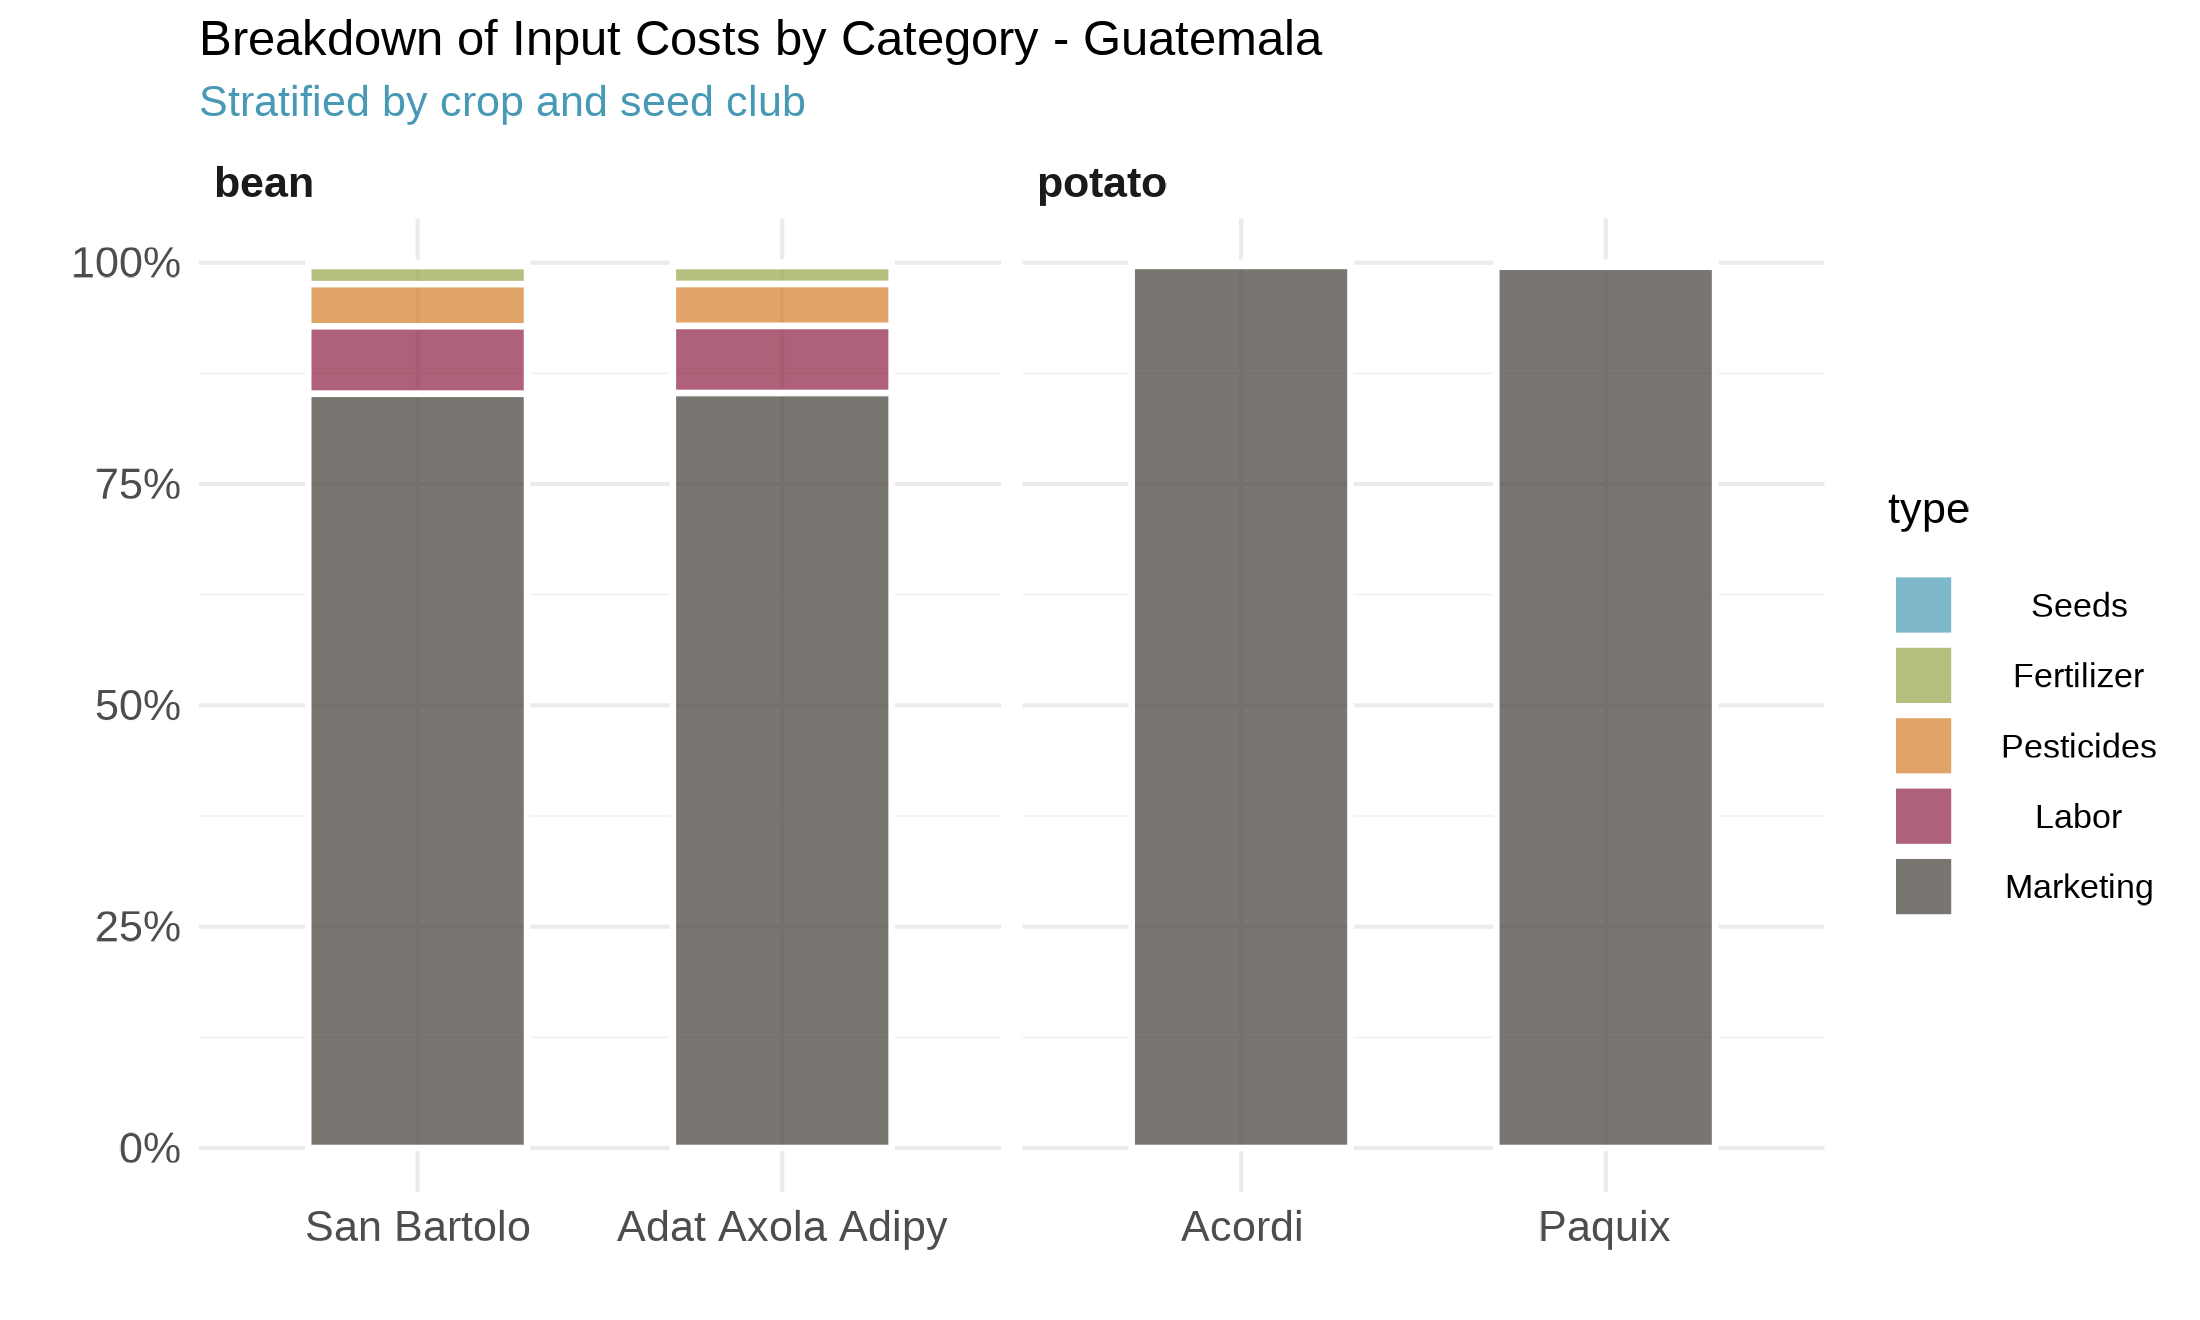 Breakdown of Input Costs by Category - Guatemala
Stratified by crop and seed club
bean
potato
100%
75%
50%
25%
0%
San Bartolo
Adat Axola Adipy
Acordi
Paquix
type
Seeds
Fertilizer
Pesticides
Labor
Marketing